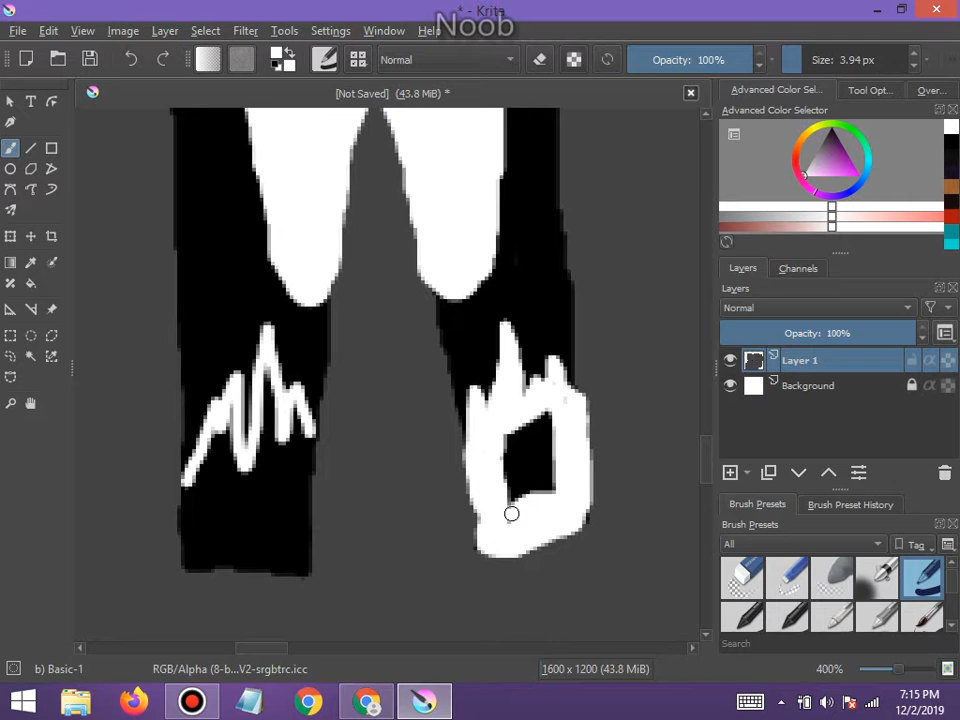 * - Krita
Noob
File Edit View Image Layer Select Filter Tools Settings Window Help
Normal
Opacity: 100%
Size: 3.94 px
[Not Saved] (43.8 MiB) *
Advanced Color Sel...
Tool Opt...
Over...
Advanced Color Selector
Layers
Channels
Layers
Normal
Opacity: 100%
Layer 1
Background
Brush Presets
Brush Preset History
Brush Presets
All
Tag
Search
b) Basic-1
RGB/Alpha (8-b...V2-srgbtrc.icc
1600 x 1200 (43.8 MiB)
400%
7:15 PM
12/2/2019